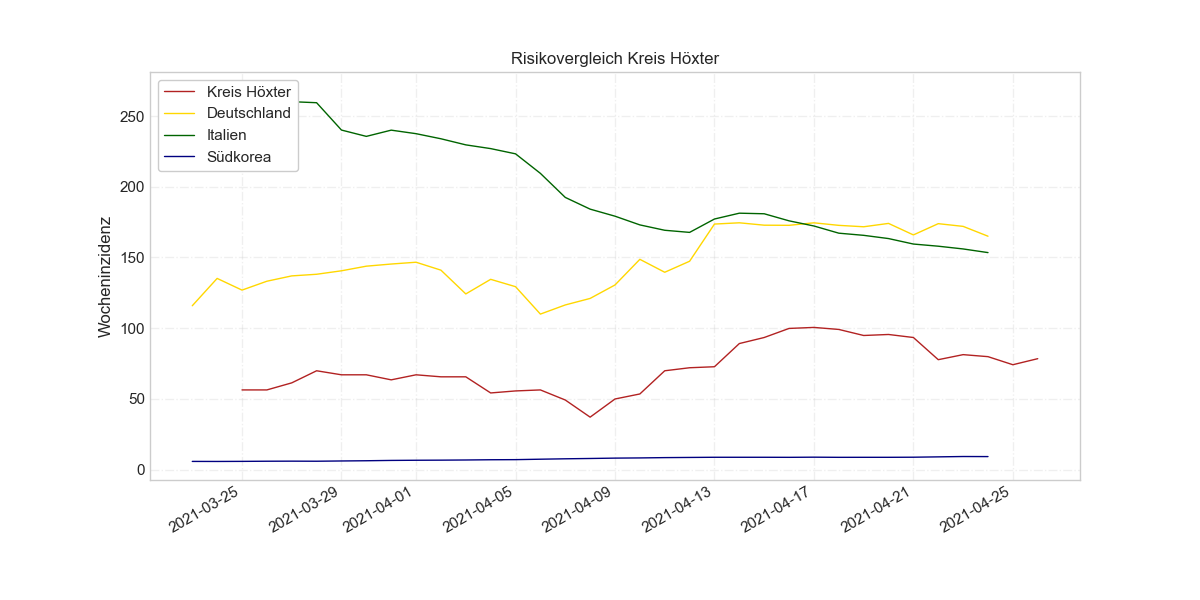 Risikovergleich Kreis Höxter
Kreis Höxter
Deutschland
Italien
Südkorea
Wocheninzidenz
250
200
150
100
50
0
2021-03-25
2021-03-29
2021-04-01
2021-04-05
2021-04-09
2021-04-13
2021-04-17
2021-04-21
2021-04-25